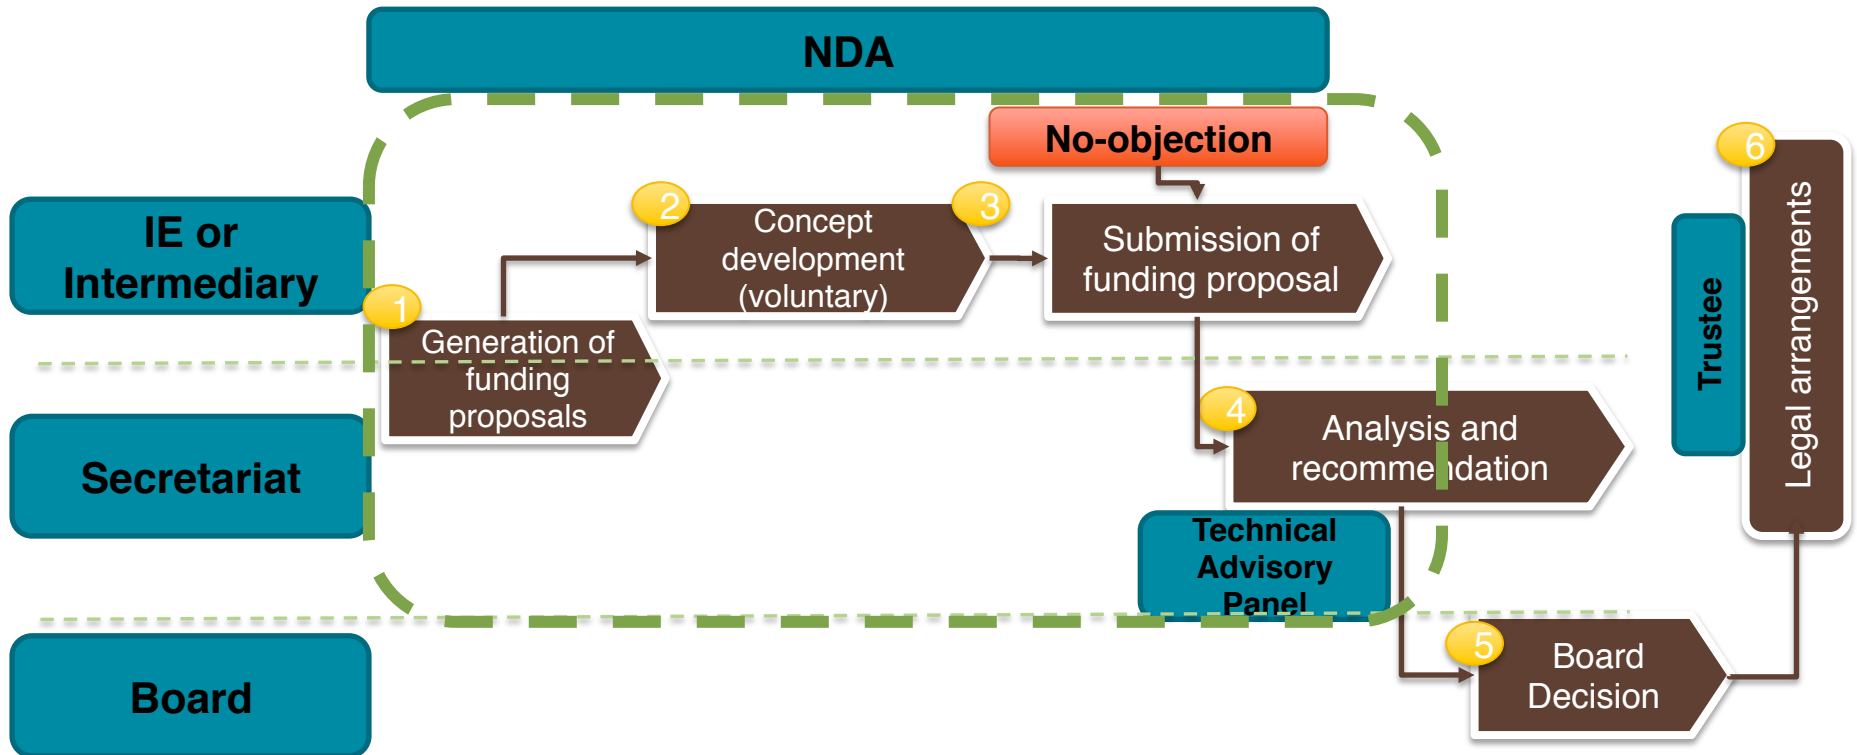 NDA
No-objection
IE or
Intermediary
1
Generation of
funding
proposals
2
Concept
development
(voluntary)
3
Submission of
funding proposal
Secretariat
4
Analysis and
recommendation
Technical
Advisory
Panel
Board
5
Board
Decision
Trustee
6
Legal arrangements